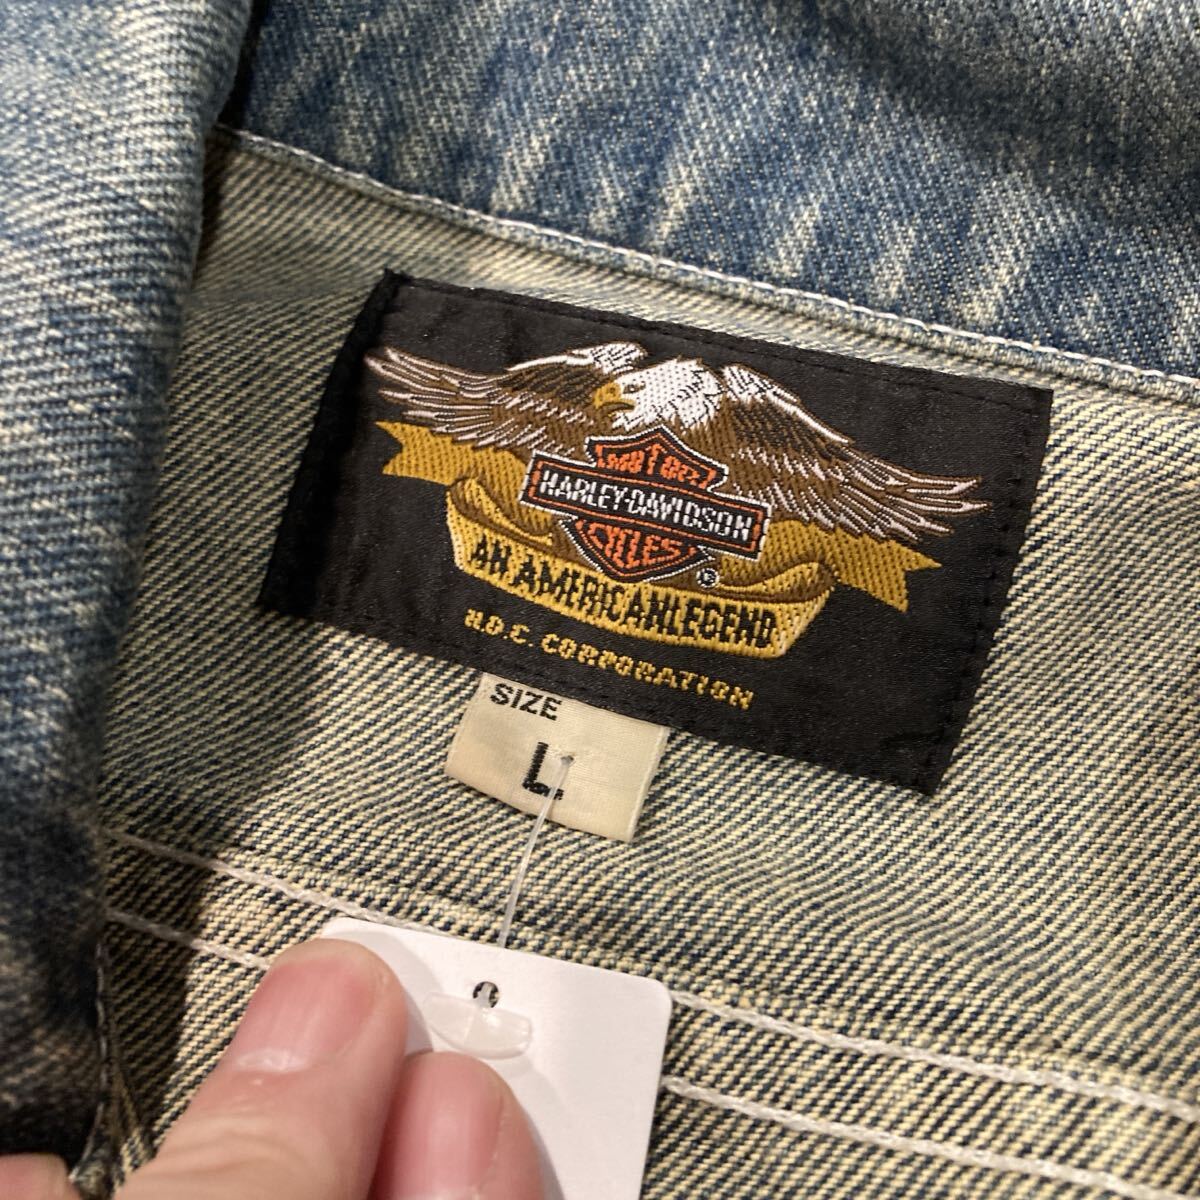 MOTOR
HARLEY-DAVIDSON
CYCLES
®
AN AMERICAN LEGEND
H.D.C. CORPORATION
SIZE
L